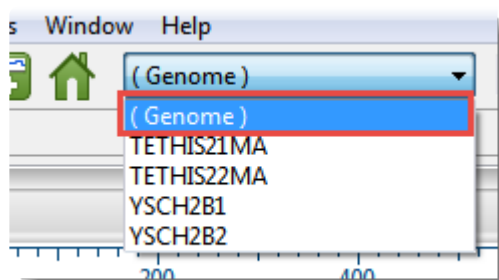 s Window Help
( Genome )
( Genome )
TETHIS21MA
TETHIS22MA
YSCH2B1
YSCH2B2
200 400